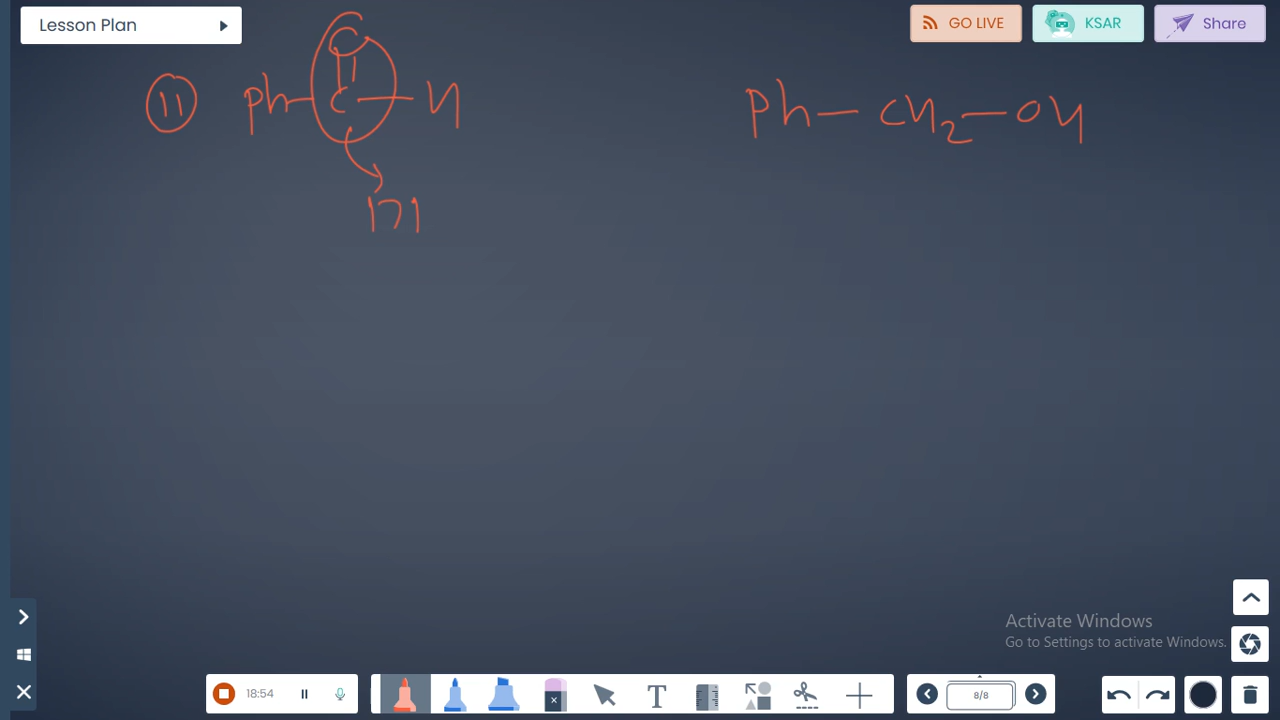 Lesson Plan
GO LIVE
KSAR
Share
O
11 Ph-C-H
Ph-CH2-OH
171
Activate Windows
Go to Settings to activate Windows.
18:54
T
8/8